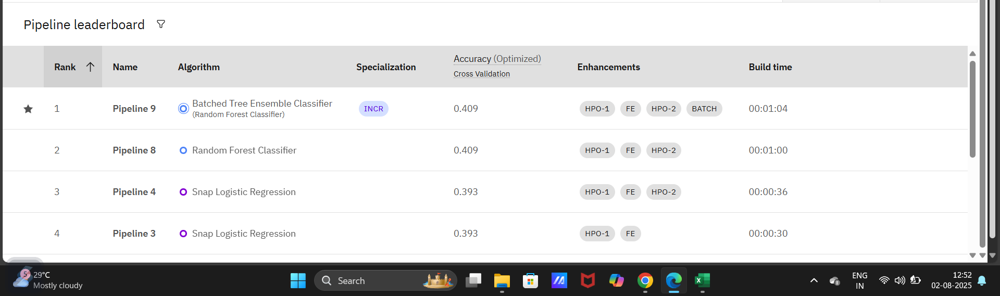 Pipeline leaderboard
Rank Name Algorithm Specialization Accuracy (Optimized) Enhancements Build time
Cross Validation
1 Pipeline 9 Batched Tree Ensemble Classifier INCR 0.409 HPO-1 FE HPO-2 BATCH 00:01:04
(Random Forest Classifier)
2 Pipeline 8 Random Forest Classifier 0.409 HPO-1 FE HPO-2 00:01:00
3 Pipeline 4 Snap Logistic Regression 0.393 HPO-1 FE HPO-2 00:00:36
4 Pipeline 3 Snap Logistic Regression 0.393 HPO-1 FE 00:00:30
5 29°C
Mostly cloudy
Search
ENG
IN
12:52
02-08-2025